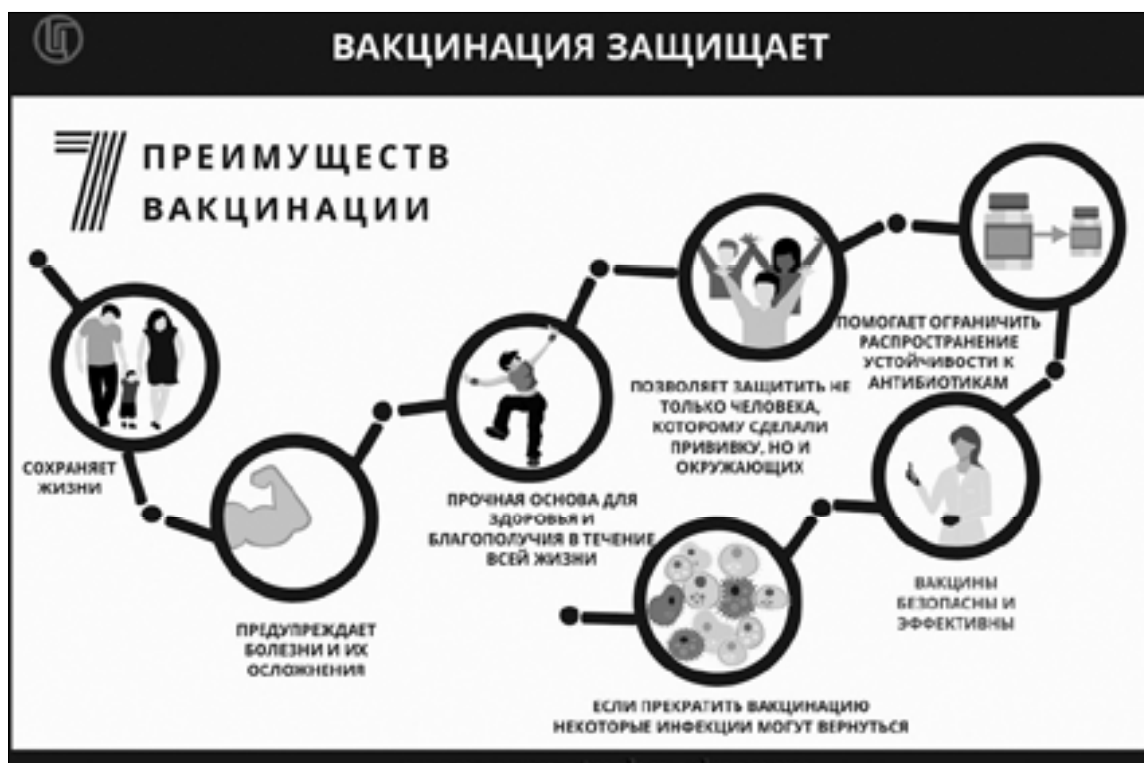 ВАКЦИНАЦИЯ ЗАЩИЩАЕТ
7 ПРЕИМУЩЕСТВ
ВАКЦИНАЦИИ
СОХРАНЯЕТ
ЖИЗНИ
ПРЕДУПРЕЖДАЕТ
БОЛЕЗНИ И ИХ
ОСЛОЖНЕНИЯ
ПРОЧНАЯ ОСНОВА ДЛЯ
ЗДОРОВЬЯ И
БЛАГОПОЛУЧИЯ В ТЕЧЕНИЕ
ВСЕЙ ЖИЗНИ
ПОЗВОЛЯЕТ ЗАЩИТИТЬ НЕ
ТОЛЬКО ЧЕЛОВЕКА,
КОТОРОМУ СДЕЛАЛИ
ПРИВИВКУ, НО И
ОКРУЖАЮЩИХ
ПОМОГАЕТ ОГРАНИЧИТЬ
РАСПРОСТРАНЕНИЕ
УСТОЙЧИВОСТИ К
АНТИБИОТИКАМ
ВАКЦИНЫ
БЕЗОПАСНЫ И
ЭФФЕКТИВНЫ
ЕСЛИ ПРЕКРАТИТЬ ВАКЦИНАЦИЮ
НЕКОТОРЫЕ ИНФЕКЦИИ МОГУТ ВЕРНУТЬСЯ